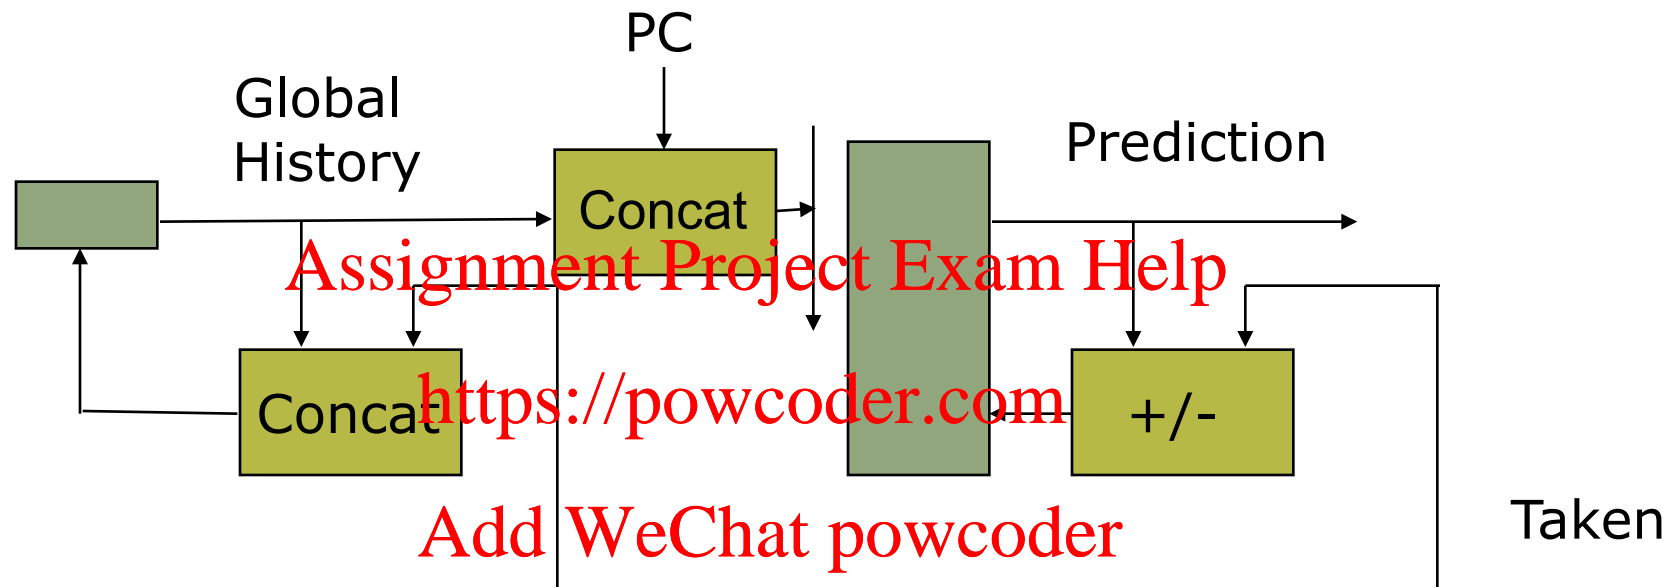 PC
Global
History
Prediction
Concat
Assignment Project Exam Help
Concat
https://powcoder.com
+/-
Add WeChat powcoder
Taken